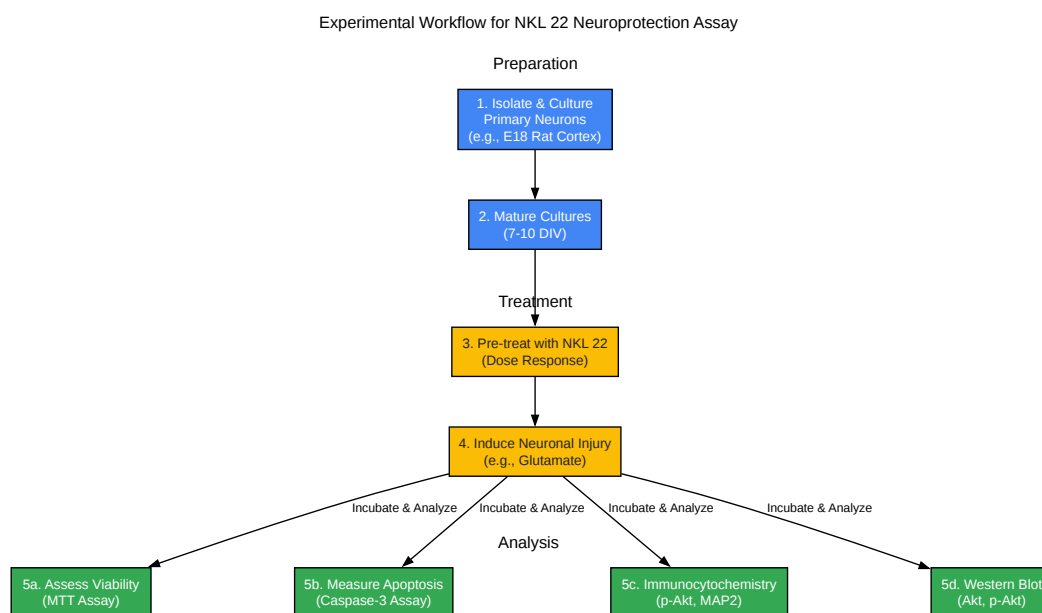 Experimental Workflow for NKL 22 Neuroprotection Assay
Preparation
1. Isolate & Culture
Primary Neurons
(e.g., E18 Rat Cortex)
2. Mature Cultures
(7-10 DIV)
Treatment
3. Pre-treat with NKL 22
(Dose Response)
4. Induce Neuronal Injury
(e.g., Glutamate)
Incubate & Analyze
Incubate & Analyze
Incubate & Analyze
Incubate & Analyze
Analysis
5a. Assess Viability
(MTT Assay)
5b. Measure Apoptosis
(Caspase-3 Assay)
5c. Immunocytochemistry
(p-Akt, MAP2)
5d. Western Blot
(Akt, p-Akt)